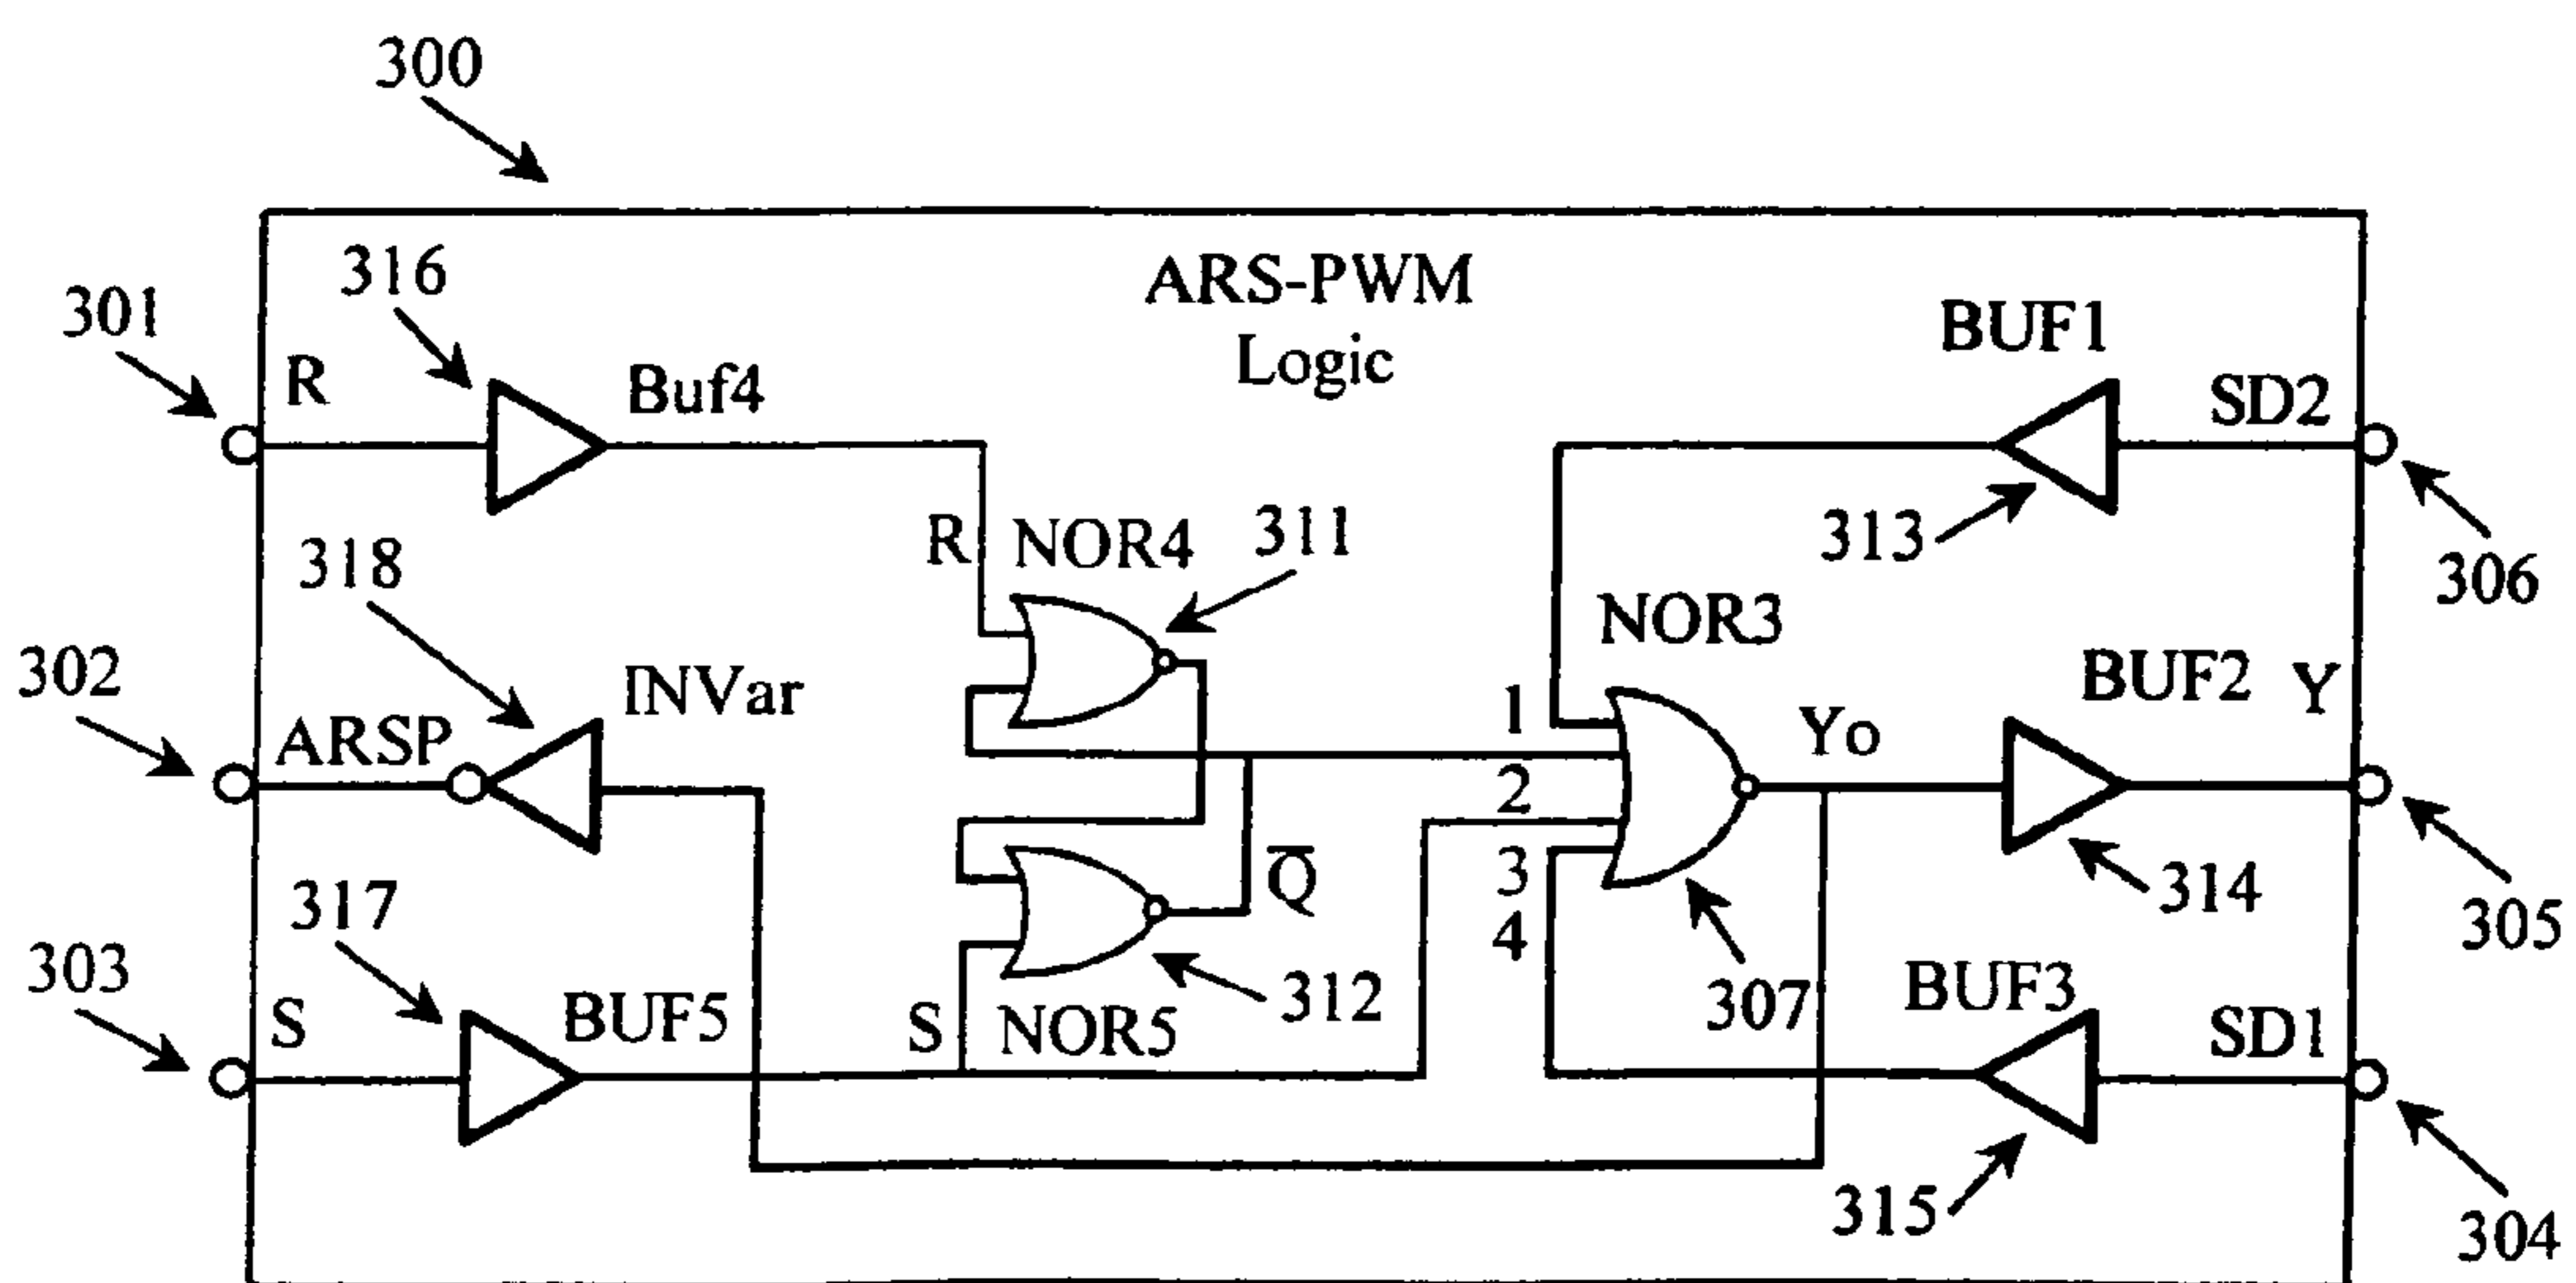 300
ARS-PWM
Logic
301
R
316
Buf4
BUF1
SD2
306
313
R
NOR4
311
318
INVar
302
ARSP
NOR3
1
2
3
4
Yo
BUF2
Y
305
314
Q̅
317
303
S
BUF5
S
NOR5
312
307
BUF3
SD1
315
304